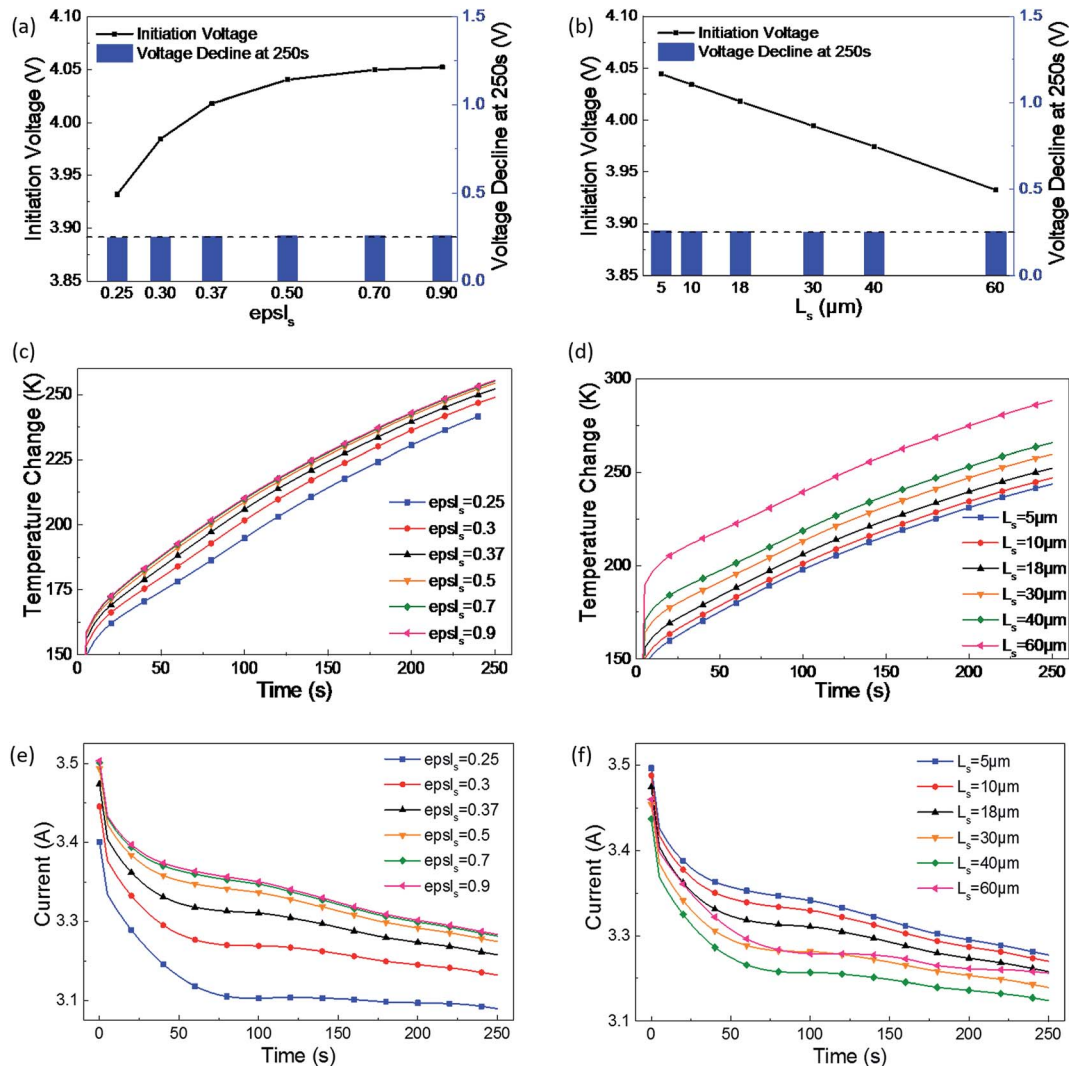 (a)
4.10
4.05
4.00
3.95
3.90
3.85
Initiation Voltage (V)
Initiation Voltage
Voltage Decline at 250s
1.5
1.0
0.5
0.0
Voltage Decline at 250s (V)
0.25 0.30 0.37 0.50 0.70 0.90
epslₛ
(b)
4.10
4.05
4.00
3.95
3.90
3.85
Initiation Voltage (V)
Initiation Voltage
Voltage Decline at 250s
1.5
1.0
0.5
0.0
Voltage Decline at 250s (V)
5 10 18 30 40 60
Lₛ (µm)
(c)
250
225
200
175
150
Temperature Change (K)
epslₛ=0.25
epslₛ=0.3
epslₛ=0.37
epslₛ=0.5
epslₛ=0.7
epslₛ=0.9
0 50 100 150 200 250
Time (s)
(d)
300
250
200
150
Temperature Change (K)
Lₛ=5µm
Lₛ=10µm
Lₛ=18µm
Lₛ=30µm
Lₛ=40µm
Lₛ=60µm
0 50 100 150 200 250
Time (s)
(e)
3.5
3.4
3.3
3.1
Current (A)
epslₛ=0.25
epslₛ=0.3
epslₛ=0.37
epslₛ=0.5
epslₛ=0.7
epslₛ=0.9
0 50 100 150 200 250
Time (s)
(f)
3.5
3.4
3.3
3.1
Current (A)
Lₛ=5µm
Lₛ=10µm
Lₛ=18µm
Lₛ=30µm
Lₛ=40µm
Lₛ=60µm
0 50 100 150 200 250
Time (s)